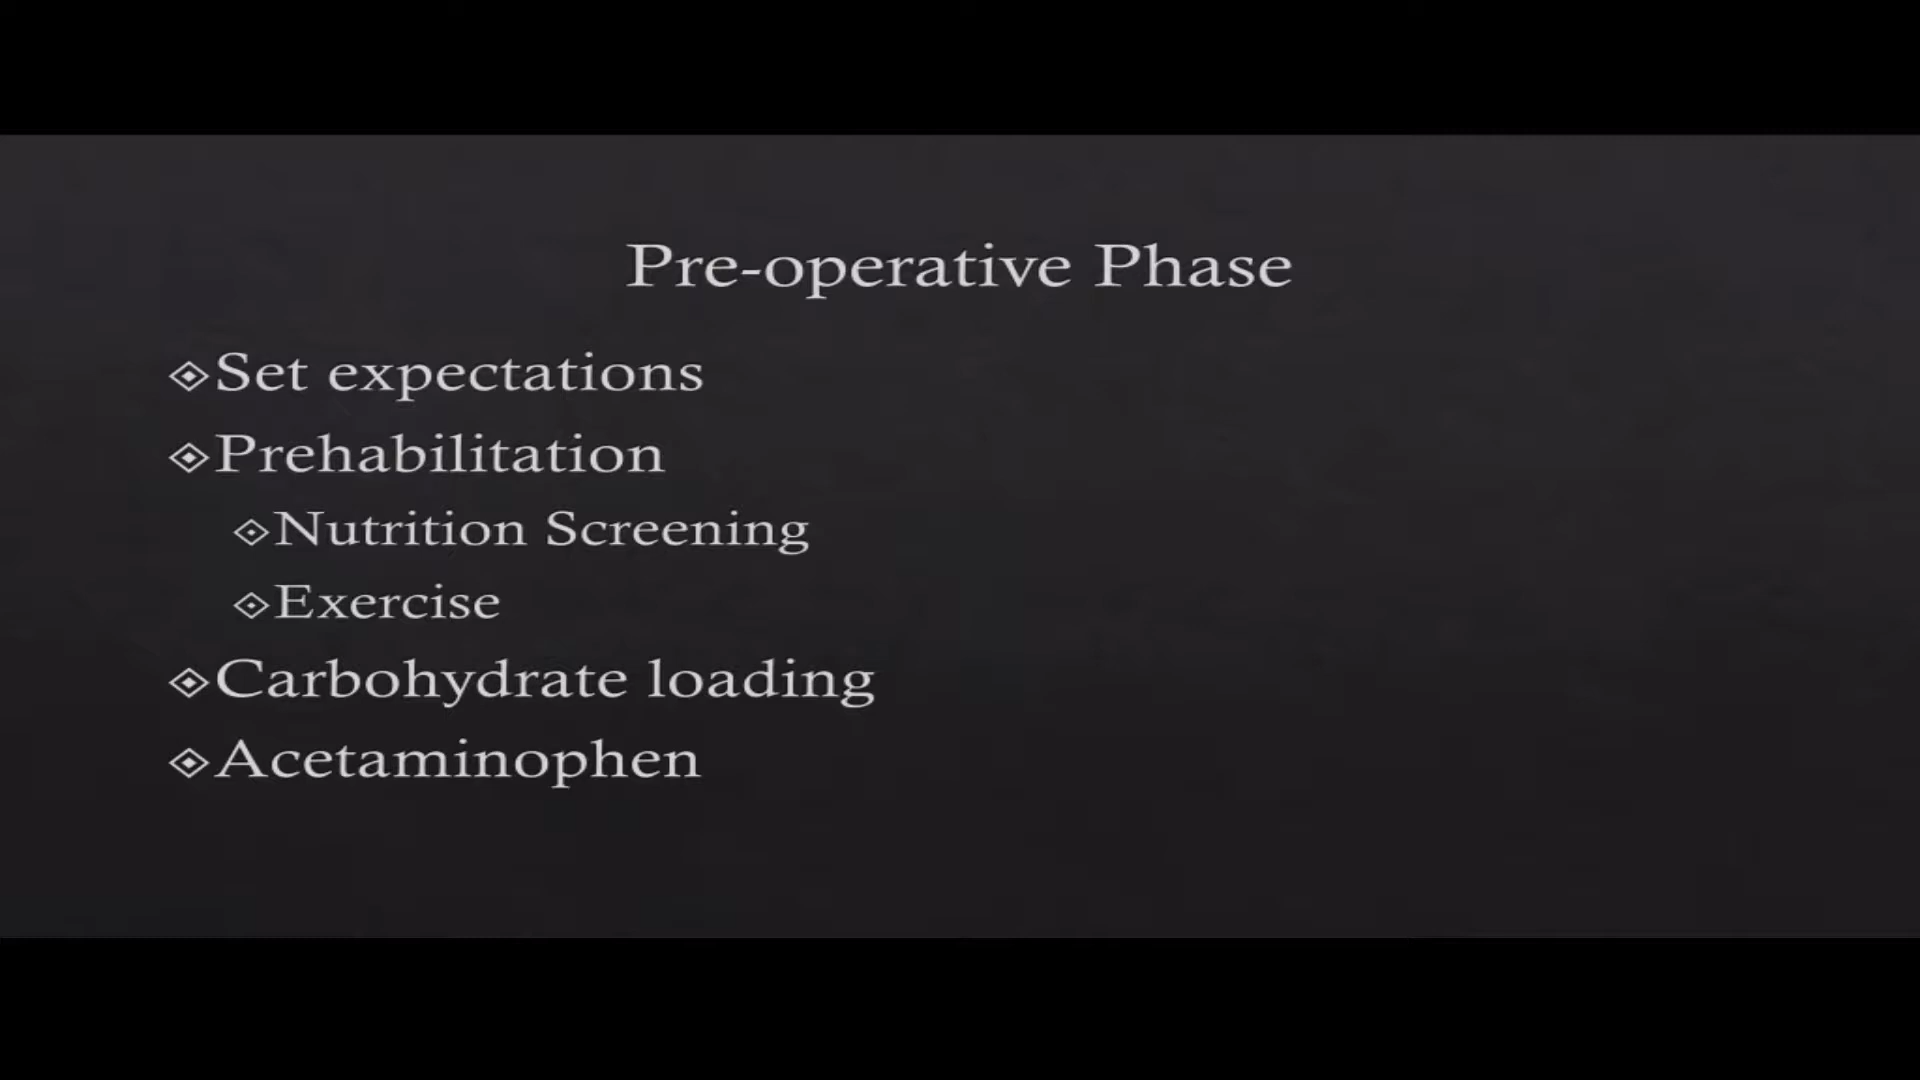 Pre-operative Phase
Set expectations
Prehabilitation
Nutrition Screening
Exercise
Carbohydrate loading
Acetaminophen